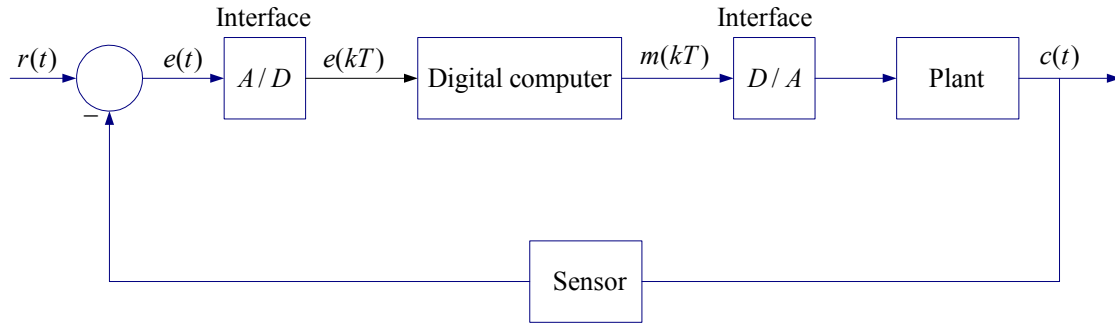 Interface
Interface
r(t)
e(t)
A / D
e(kT)
Digital computer
m(kT)
D / A
Plant
c(t)
−
Sensor